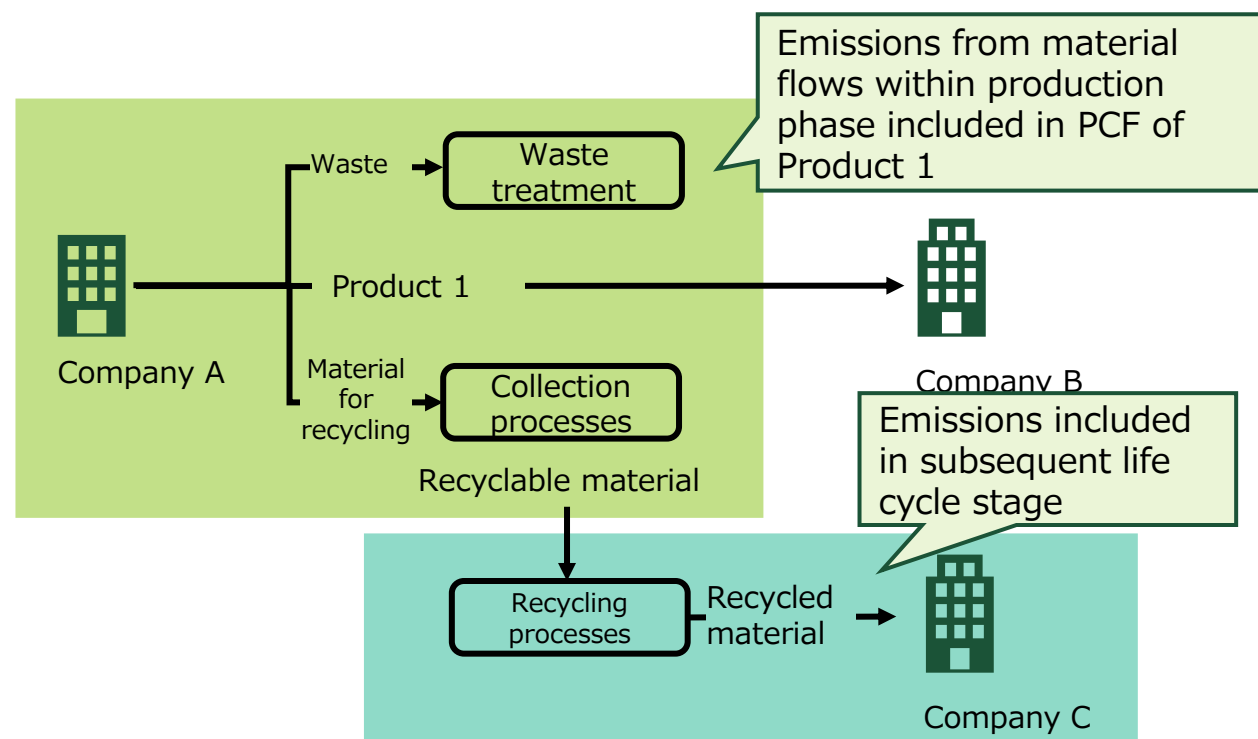 Emissions from material
flows within production
phase included in PCF of
Product 1
Waste
Waste
treatment
Product 1
Company A
Company B
Material
for
recycling
Collection
processes
Recyclable material
Emissions included
in subsequent life
cycle stage
Recycling
processes
Recycled
material
Company C